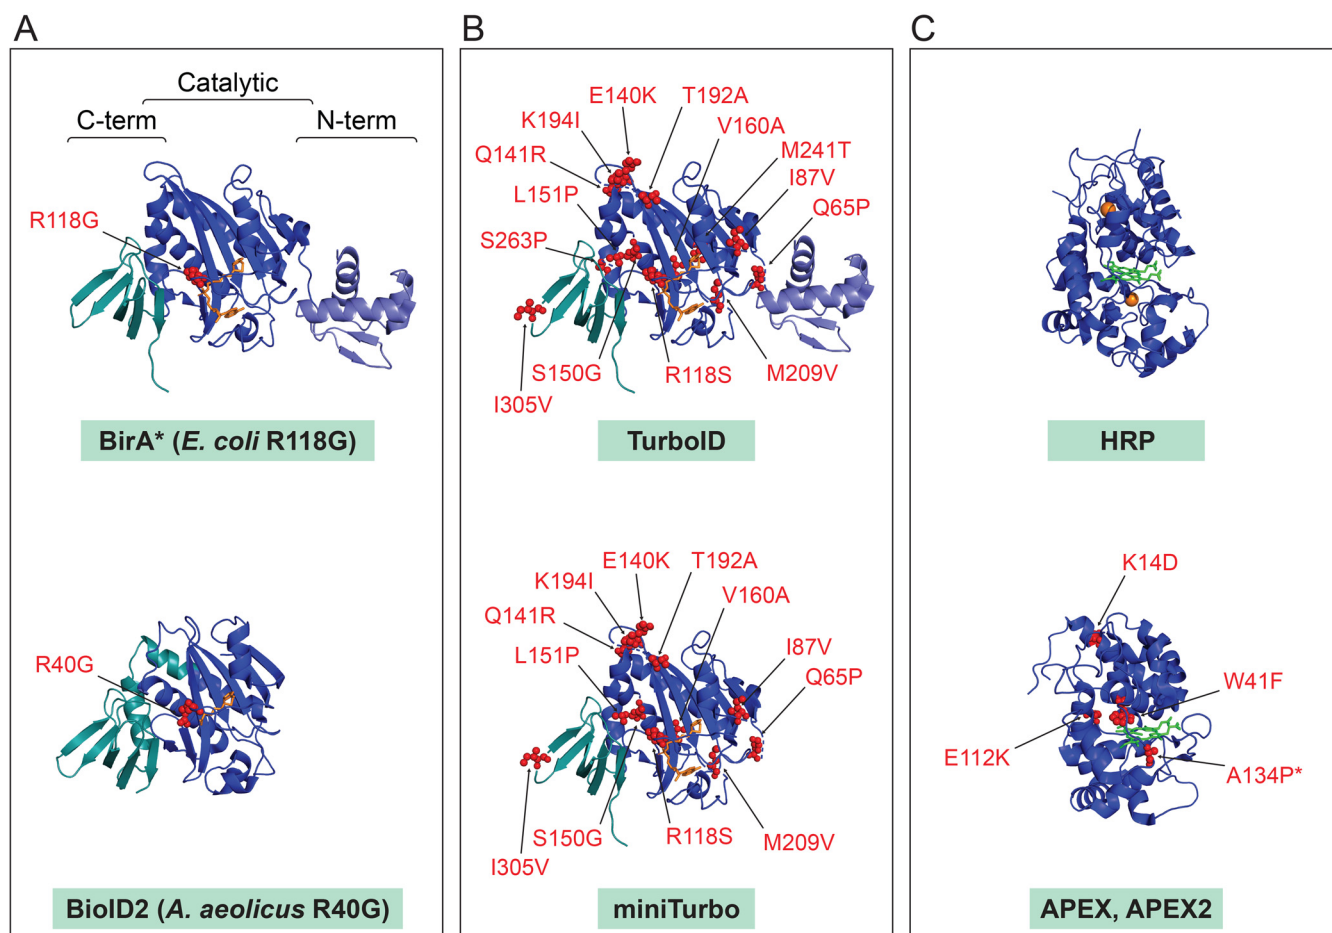 A
B
C
Catalytic
C-term
N-term
R118G
BirA* (E. coli R118G)
R40G
BioID2 (A. aeolicus R40G)
E140K
T192A
K194I
V160A
Q141R
M241T
L151P
I87V
Q65P
S263P
S150G
R118S
M209V
I305V
TurboID
E140K
T192A
K194I
V160A
Q141R
I87V
L151P
Q65P
S150G
R118S
M209V
I305V
miniTurbo
HRP
K14D
W41F
E112K
A134P*
APEX, APEX2